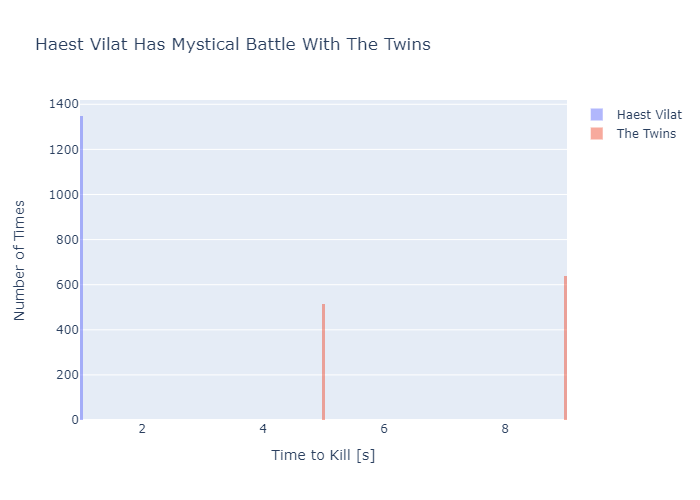 Haest Vilat Has Mystical Battle With The Twins
Haest Vilat
The Twins
1400
1200
1000
800
600
400
200
0
Number of Times
2 4 6 8
Time to Kill [s]